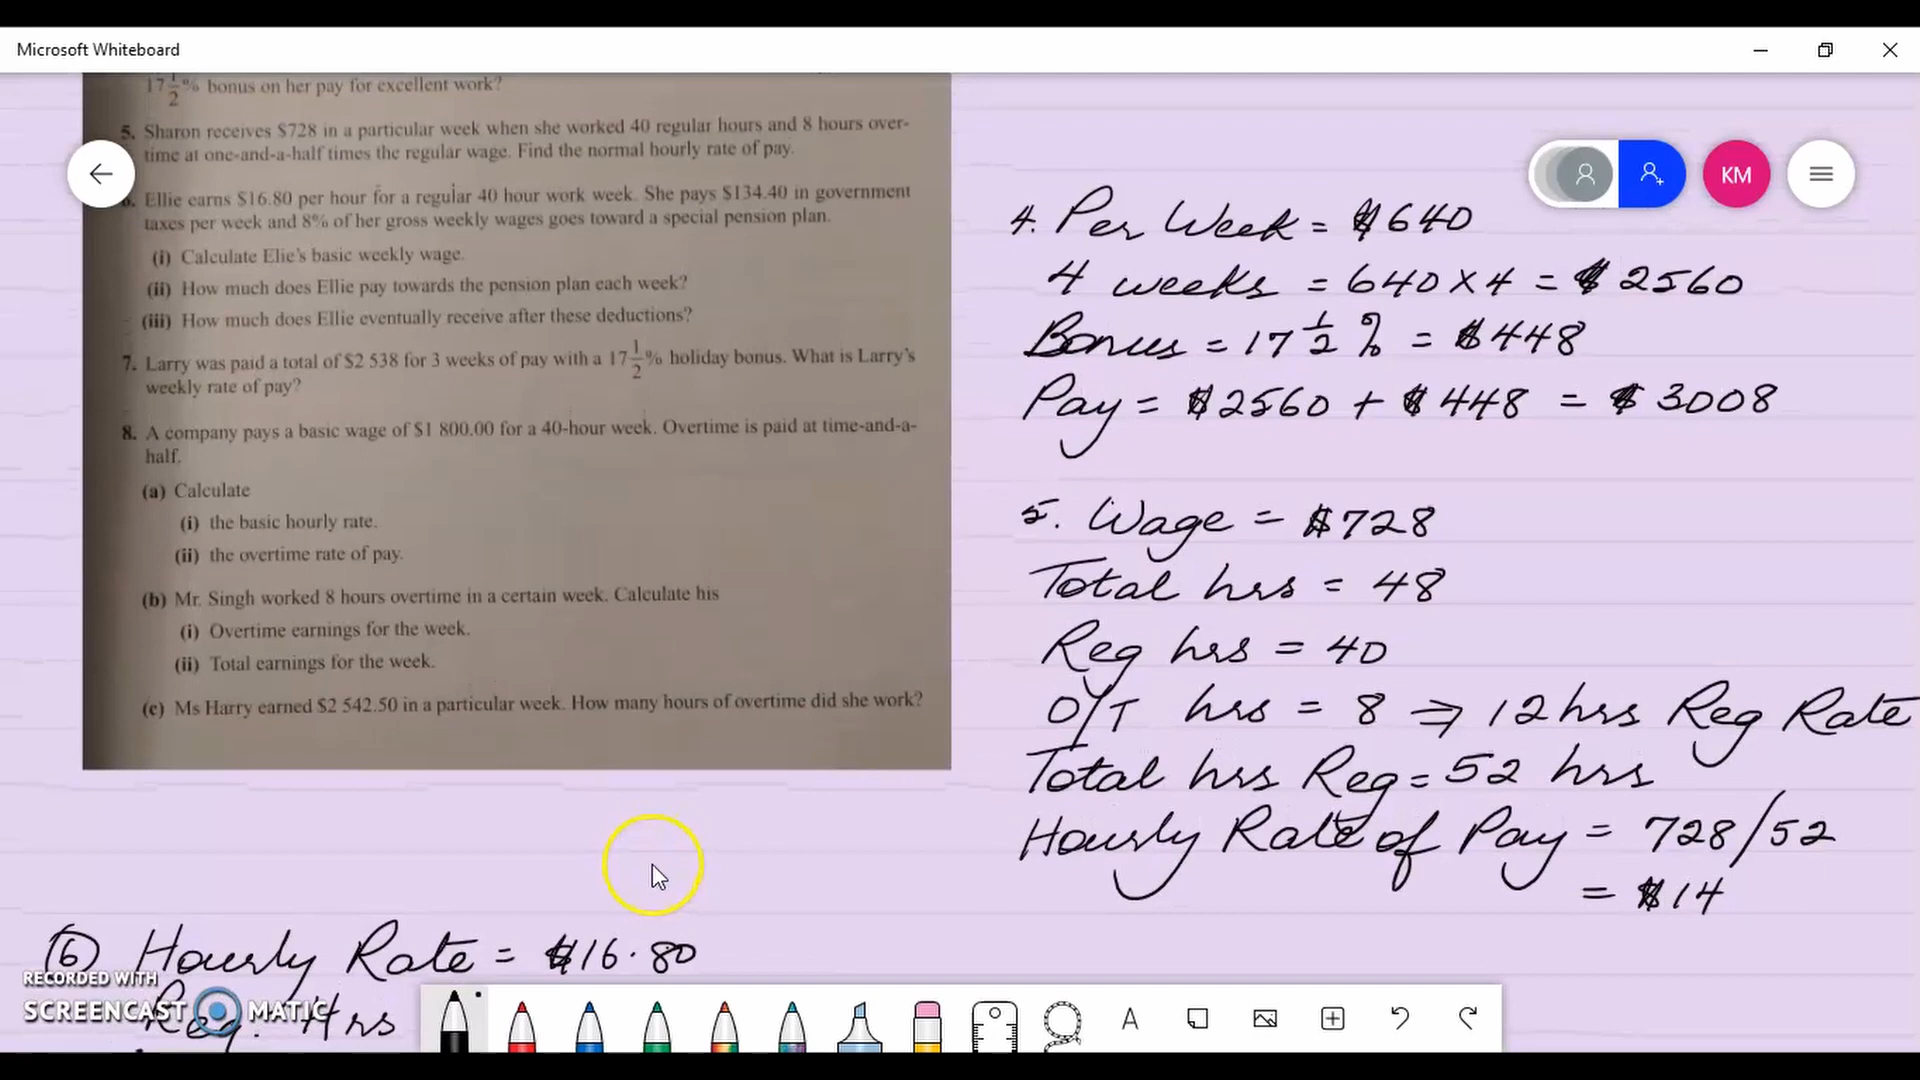 Microsoft Whiteboard
17 1/2 % bonus on her pay for excellent work?
5. Sharon receives $728 in a particular week when she worked 40 regular hours and 8 hours over-
time at one-and-a-half times the regular wage. Find the normal hourly rate of pay.
Ellie earns $16.80 per hour for a regular 40 hour work week. She pays $134.40 in government
taxes per week and 8% of her gross weekly wages goes toward a special pension plan.
(i) Calculate Elie's basic weekly wage.
(ii) How much does Ellie pay towards the pension plan each week?
(iii) How much does Ellie eventually receive after these deductions?
7. Larry was paid a total of $2 538 for 3 weeks of pay with a 17 1/2 % holiday bonus. What is Larry's
weekly rate of pay?
8. A company pays a basic wage of $1 800.00 for a 40-hour week. Overtime is paid at time-and-a-
half.
(a) Calculate
(i) the basic hourly rate.
(ii) the overtime rate of pay.
(b) Mr. Singh worked 8 hours overtime in a certain week. Calculate his
(i) Overtime earnings for the week.
(ii) Total earnings for the week.
(c) Ms Harry earned $2 542.50 in a particular week. How many hours of overtime did she work?
KM
4. Per Week = $640
4 weeks = 640 x 4 = $2560
Bonus = 17 1/2 % = $448
Pay = $2560 + $448 = $3008
5. Wage = $728
Total hrs = 48
Reg hrs = 40
O/T hrs = 8 ⇒ 12 hrs Reg Rate
Total hrs Reg = 52 hrs
Hourly Rate of Pay = 728/52
= $14
6 Hourly Rate = $16.80
Reg. Hrs
RECORDED WITH
SCREENCAST MATIC
A